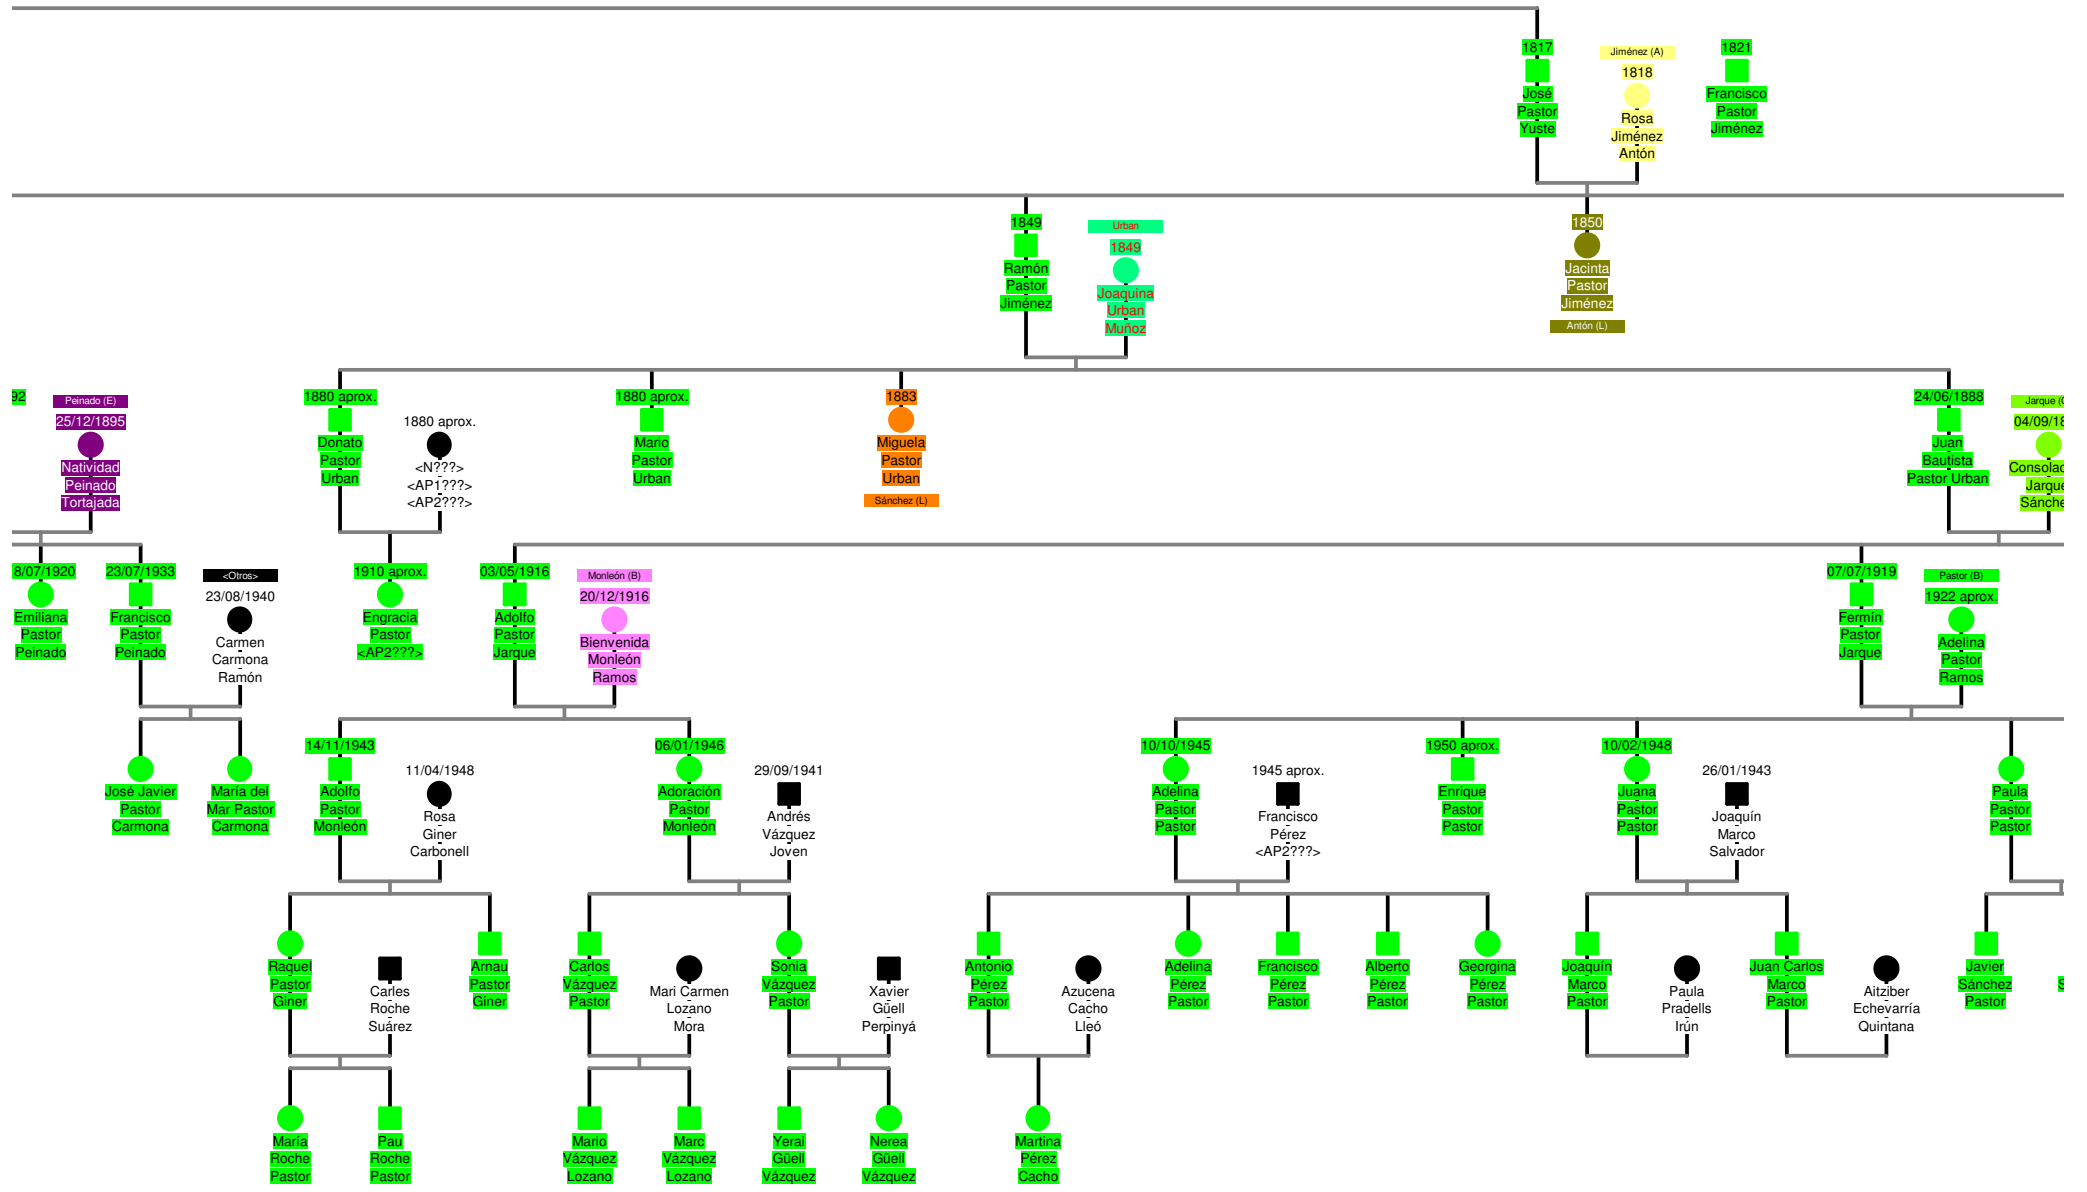 1817
José
Pastor
Yuste
Jiménez (A)
1818
Rosa
Jiménez
Antón
1821
Francisco
Pastor
Jiménez
1849
Ramón
Pastor
Jiménez
Urban
1849
Joaquina
Urban
Muñoz
1850
Jacinta
Pastor
Jiménez
Antón (L)
92
Peinado (E)
25/12/1895
Natividad
Peinado
Tortajada
1880 aprox.
Donato
Pastor
Urban
1880 aprox.
<N???>
<AP1???>
<AP2???>
1880 aprox.
Mario
Pastor
Urban
1883
Miguela
Pastor
Urban
Sánchez (L)
24/06/1888
Juan
Bautista
Pastor Urban
Jarque (
04/09/18
Consolac
Jarque
Sánche
8/07/1920
Emiliana
Pastor
Peinado
23/07/1933
Francisco
Pastor
Peinado
<Otros>
23/08/1940
Carmen
Carmona
Ramón
1910 aprox.
Engracia
Pastor
<AP2???>
03/05/1916
Adolfo
Pastor
Jarque
Monleón (B)
20/12/1916
Bienvenida
Monleón
Ramos
07/07/1919
Fermín
Pastor
Jarque
Pastor (B)
1922 aprox.
Adelina
Pastor
Ramos
José Javier
Pastor
Carmona
María del
Mar Pastor
Carmona
14/11/1943
Adolfo
Pastor
Monleón
11/04/1948
Rosa
Giner
Carbonell
06/01/1946
Adoración
Pastor
Monleón
29/09/1941
Andrés
Vázquez
Joven
10/10/1945
Adelina
Pastor
Pastor
1945 aprox.
Francisco
Pérez
<AP2???>
1950 aprox.
Enrique
Pastor
Pastor
10/02/1948
Juana
Pastor
Pastor
26/01/1943
Joaquín
Marco
Salvador
Paula
Pastor
Pastor
Raquel
Pastor
Giner
Carles
Roche
Suárez
Arnau
Pastor
Giner
Carlos
Vázquez
Pastor
Mari Carmen
Lozano
Mora
Sonia
Vázquez
Pastor
Xavier
Güell
Perpinyá
Antonio
Pérez
Pastor
Azucena
Cacho
Lleó
Adelina
Pérez
Pastor
Francisco
Pérez
Pastor
Alberto
Pérez
Pastor
Georgina
Pérez
Pastor
Joaquín
Marco
Pastor
Paula
Pradells
Irún
Juan Carlos
Marco
Pastor
Aitziber
Echevarría
Quintana
Javier
Sánchez
Pastor
S
María
Roche
Pastor
Pau
Roche
Pastor
Mario
Vázquez
Lozano
Marc
Vázquez
Lozano
Yerai
Güell
Vázquez
Nerea
Güell
Vázquez
Martina
Pérez
Cacho